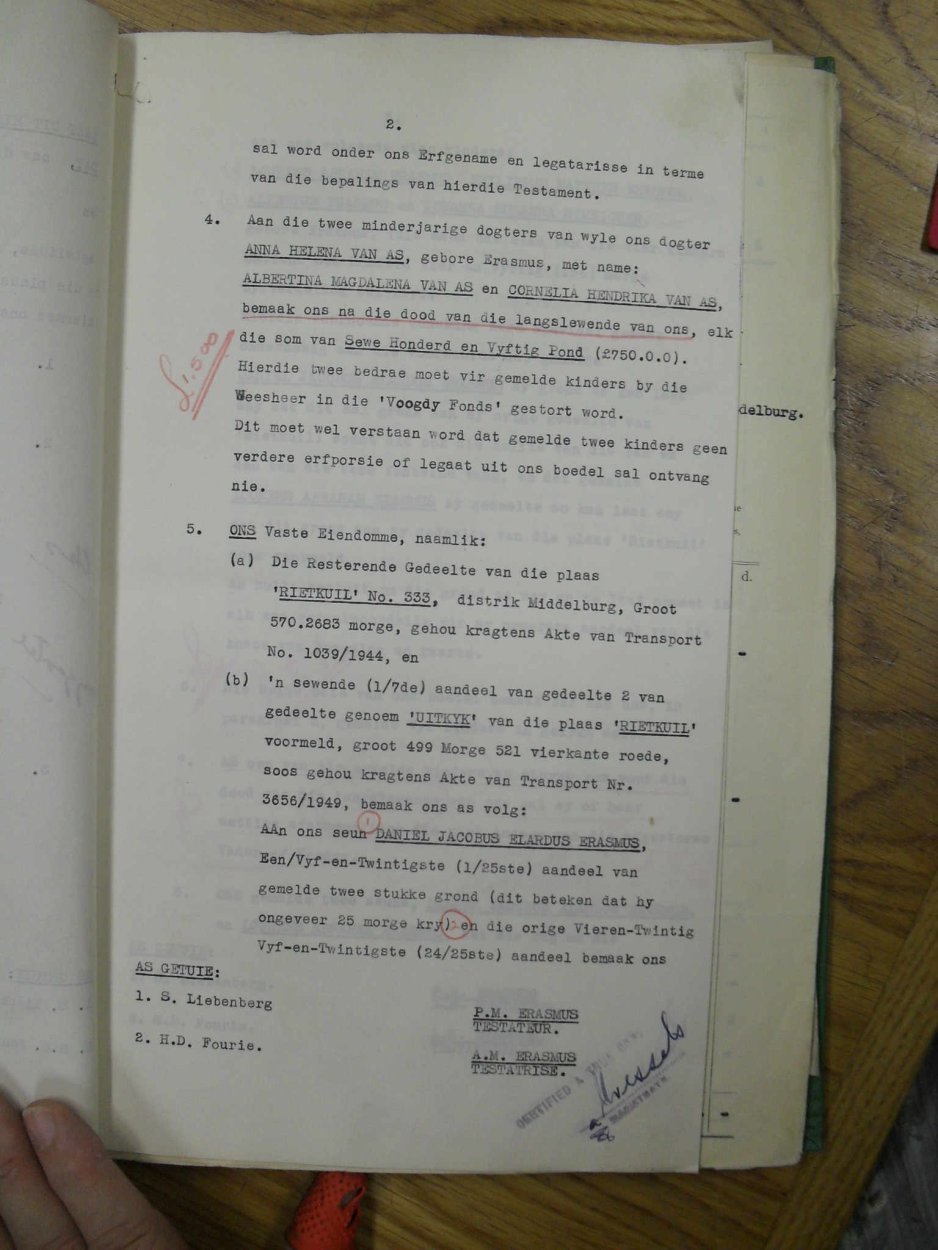 2.
sal word onder ons Erfgename en legatarisse in terme
van die bepalings van hierdie Testament.
4. Aan die twee minderjarige dogters van wyle ons dogter
ANNA HELENA VAN AS, gebore Erasmus, met name:
ALBERTINA MAGDALENA VAN AS en CORNELIA HENDRIKA VAN AS,
bemaak ons na die dood van die langslewende van ons, elk
die som van Sewe Honderd en Vyftig Pond (£750.0.0).
£1,500
Hierdie twee bedrae moet vir gemelde kinders by die
Weesheer in die 'Voogdy Fonds' gestort word.
delburg.
Dit moet wel verstaan word dat gemelde twee kinders geen
verdere erfporsie of legaat uit ons boedel sal ontvang
nie.
5. ONS Vaste Eiendomme, naamlik:
(a) Die Resterende Gedeelte van die plaas
d.
'RIETKUIL' No. 333, distrik Middelburg, Groot
570.2683 morge, gehou kragtens Akte van Transport
No. 1039/1944, en
(b) 'n sewende (1/7de) aandeel van gedeelte 2 van
gedeelte genoem 'UITKYK' van die plaas 'RIETKUIL'
voormeld, groot 499 Morge 521 vierkante roede,
soos gehou kragtens Akte van Transport Nr.
3656/1949, bemaak ons as volg:
1
AAn ons seun DANIEL JACOBUS ELARDUS ERASMUS,
Een/Vyf-en-Twintigste (1/25ste) aandeel van
gemelde twee stukke grond (dit beteken dat hy
ongeveer 25 morge kry) 2 en die orige Vieren-Twintig
Vyf-en-Twintigste (24/25ste) aandeel bemaak ons
AS GETUIE:
1. S. Liebenberg
2. H.D. Fourie.
P.M. ERASMUS
TESTATEUR.
A.M. ERASMUS
TESTATRISE.
CERTIFIED A TRUE COPY